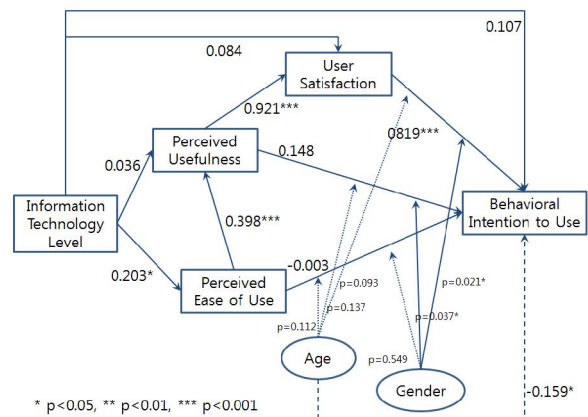 0.107
0.084
User
Satisfaction
0.921***
0819***
Perceived
Usefulness
0.148
0.036
Information
Technology
Level
Behavioral
Intention to Use
0.398***
0.203*
-0.003
Perceived
Ease of Use
p=0.093
p=0.021*
p=0.137
p=0.037*
p=0.112
Age
p=0.549
Gender
-0.159*
* p<0.05, ** p<0.01, *** p<0.001